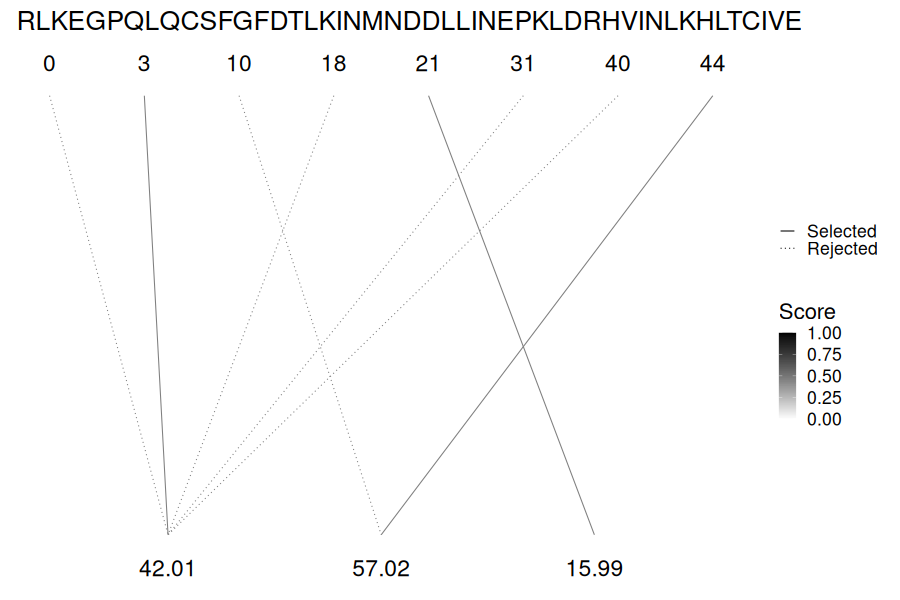 RLKEGPQLQCSFGFDTLKINMNDDLLINEPKLDRHVINLKHLTCIVE
0 3 10 18 21 31 40 44
Selected
Rejected
Score
1.00
0.75
0.50
0.25
0.00
42.01 57.02 15.99